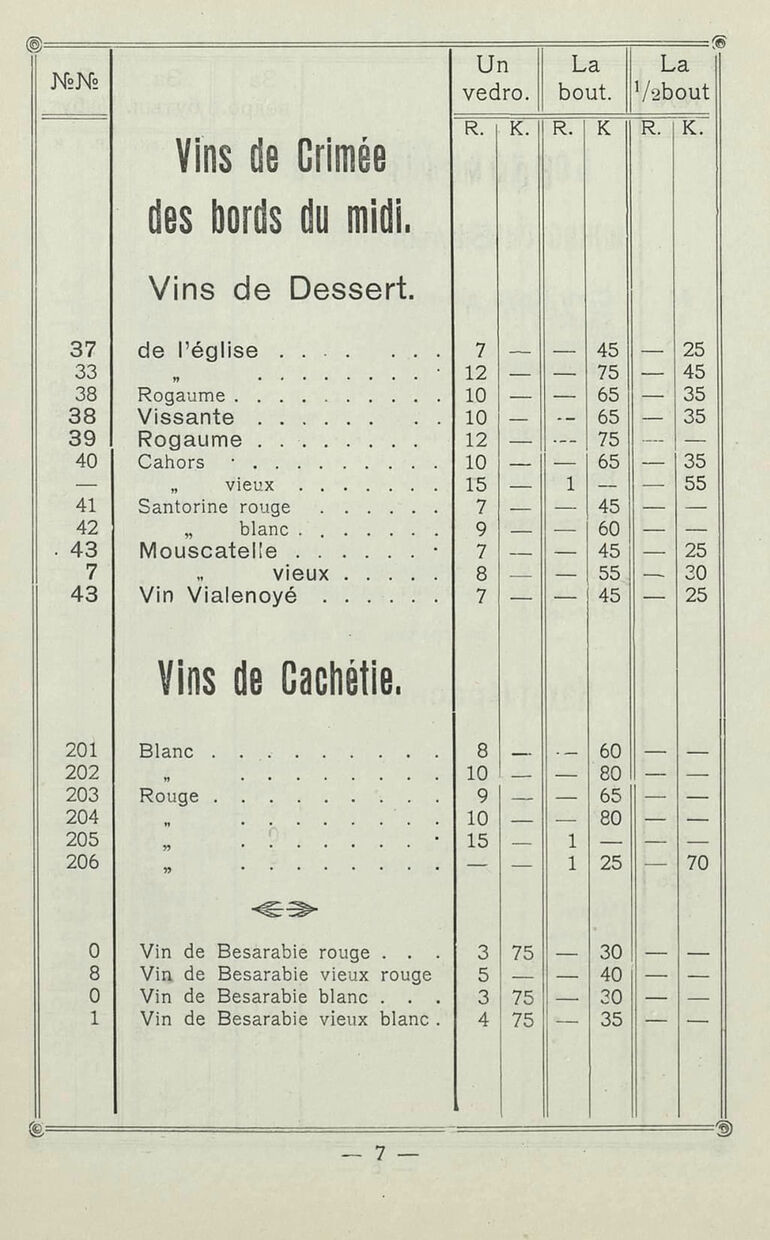 №№ Un vedro. La bout. La 1/2bout
R. K. R. K R. K.
Vins de Crimée
des bords du midi.
Vins de Dessert.
37 de l'église . . . . . . . 7 — — 45 — 25
33 „ . . . . . . . . . 12 — — 75 — 45
38 Rogaume . . . . . . . . . . 10 — — 65 — 35
38 Vissante . . . . . . . . 10 — -- 65 — 35
39 Rogaume . . . . . . . . 12 — --- 75 — —
40 Cahors . . . . . . . . . . 10 — — 65 — 35
— „ vieux . . . . . . . 15 — 1 — — 55
41 Santorine rouge . . . . . . 7 — — 45 — —
42 „ blanc . . . . . . . 9 — — 60 — —
43 Mouscatelle . . . . . . . 7 — — 45 — 25
7 „ vieux . . . . . 8 — — 55 — 30
43 Vin Vialenoyé . . . . . . 7 — — 45 — 25
Vins de Cachétie.
201 Blanc . . . . . . . . . 8 — -- 60 — —
202 „ . . . . . . . . . 10 — — 80 — —
203 Rouge . . . . . . . . . 9 — — 65 — —
204 „ . . . . . . . . . 10 — — 80 — —
205 „ . . . . . . . . . 15 — 1 — — —
206 „ . . . . . . . . . — — 1 25 — 70
0 Vin de Besarabie rouge . . . 3 75 — 30 — —
8 Vin de Besarabie vieux rouge 5 — — 40 — —
0 Vin de Besarabie blanc . . . 3 75 — 30 — —
1 Vin de Besarabie vieux blanc . 4 75 — 35 — —
— 7 —